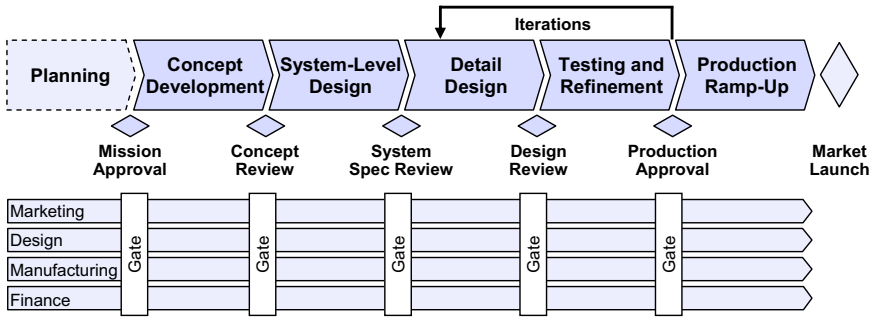 Iterations
Planning
Concept
Development
System-Level
Design
Detail
Design
Testing and
Refinement
Production
Ramp-Up
Mission
Approval
Concept
Review
System
Spec Review
Design
Review
Production
Approval
Market
Launch
Marketing
Design
Manufacturing
Finance
Gate
Gate
Gate
Gate
Gate